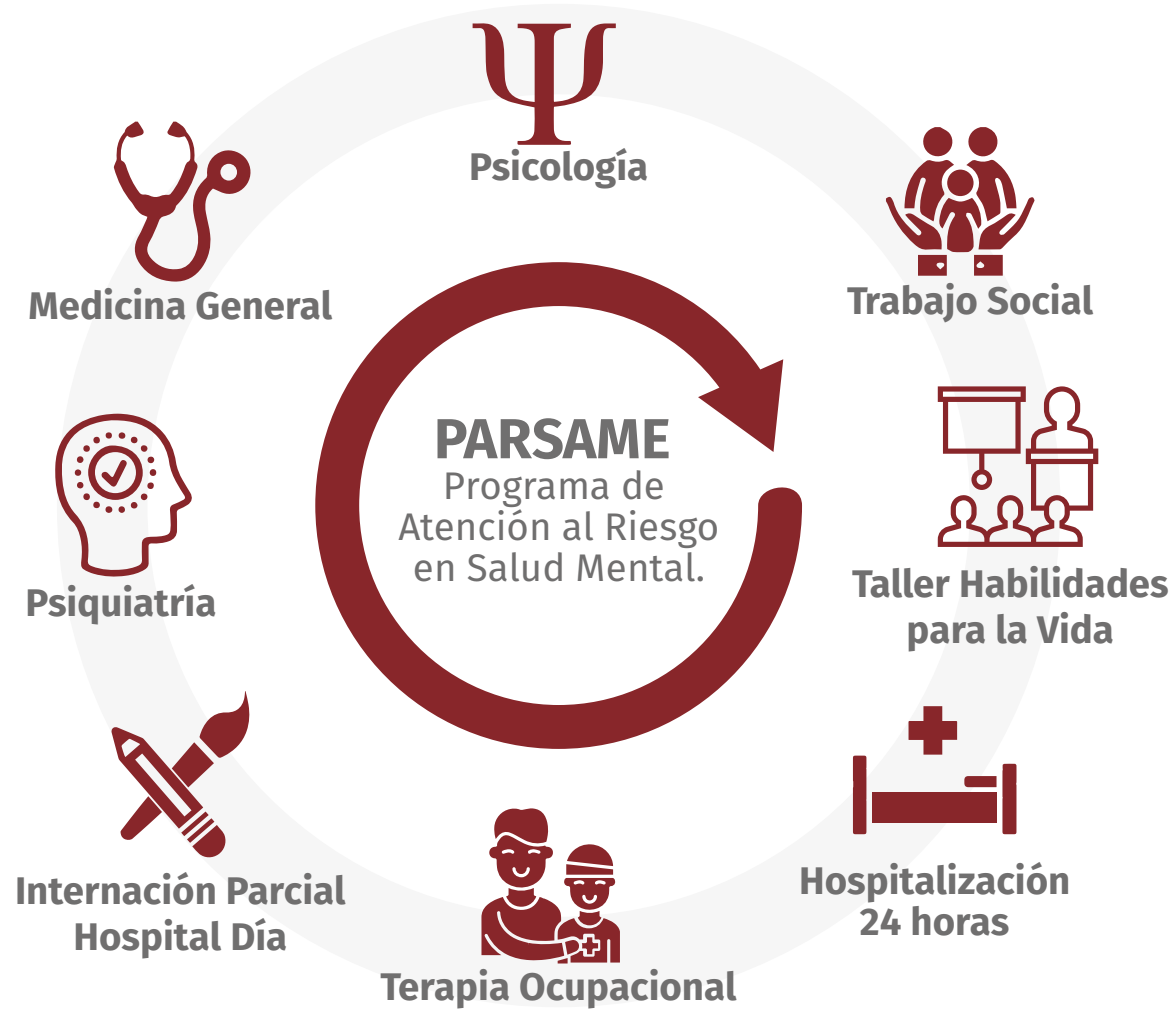 Psicología
Trabajo Social
Medicina General
PARSAME
Programa de
Atención al Riesgo
en Salud Mental.
Taller Habilidades
para la Vida
Psiquiatría
Hospitalización
24 horas
Internación Parcial
Hospital Día
Terapia Ocupacional